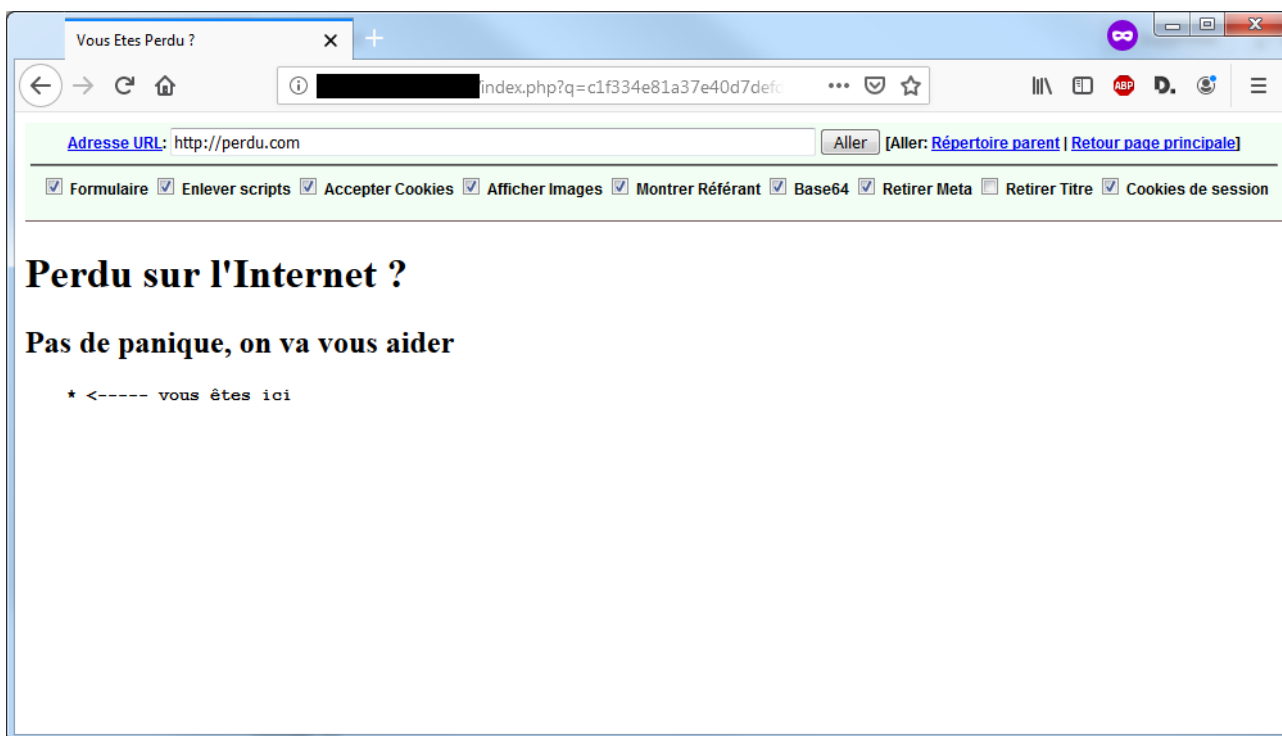 Vous Etes Perdu ?
index.php?q=c1f334e81a37e40d7defc
ABP D.
Adresse URL: http://perdu.com Aller [Aller: Répertoire parent | Retour page principale]
Formulaire Enlever scripts Accepter Cookies Afficher Images Montrer Référant Base64 Retirer Meta Retirer Titre Cookies de session
Perdu sur l'Internet ?
Pas de panique, on va vous aider
* <----- vous êtes ici